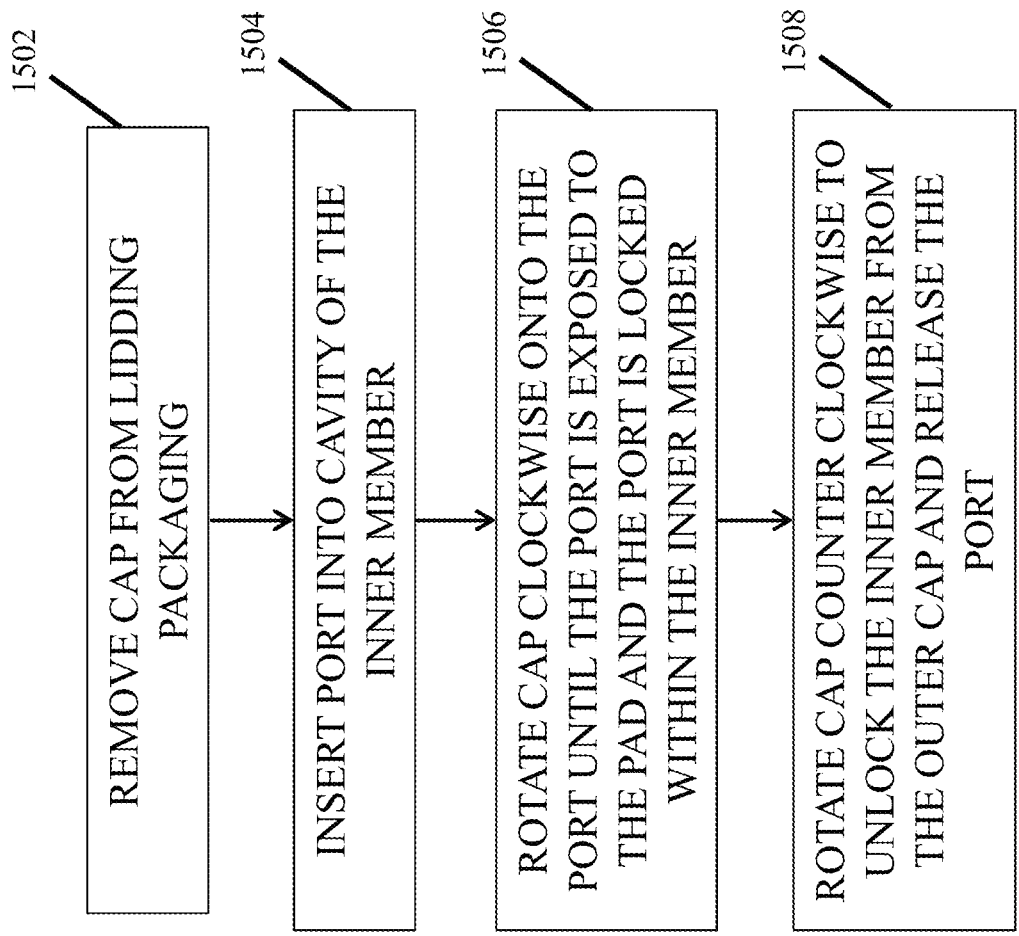 1502
REMOVE CAP FROM LIDDING
PACKAGING
1504
INSERT PORT INTO CAVITY OF THE
INNER MEMBER
1506
ROTATE CAP CLOCKWISE ONTO THE
PORT UNTIL THE PORT IS EXPOSED TO
THE PAD AND THE PORT IS LOCKED
WITHIN THE INNER MEMBER
1508
ROTATE CAP COUNTER CLOCKWISE TO
UNLOCK THE INNER MEMBER FROM
THE OUTER CAP AND RELEASE THE
PORT